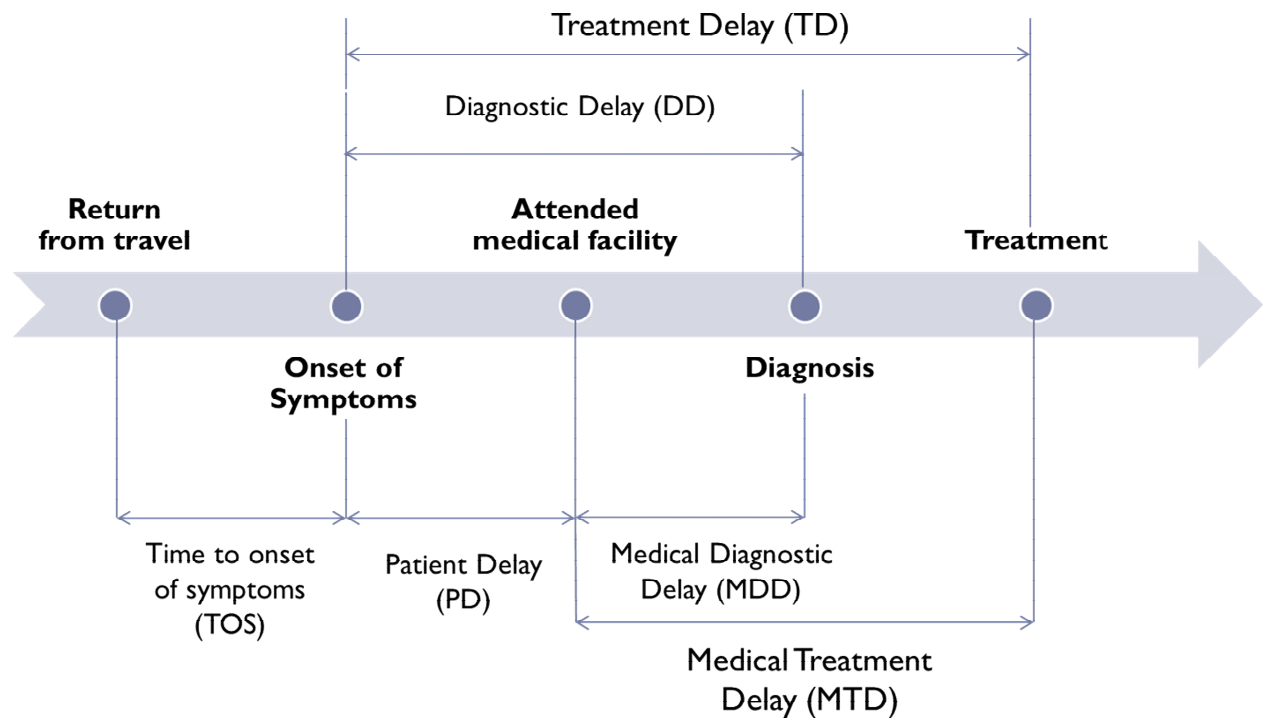 Treatment Delay (TD)
Diagnostic Delay (DD)
Return
from travel
Attended
medical facility
Treatment
Onset of
Symptoms
Diagnosis
Time to onset
of symptoms
(TOS)
Patient Delay
(PD)
Medical Diagnostic
Delay (MDD)
Medical Treatment
Delay (MTD)